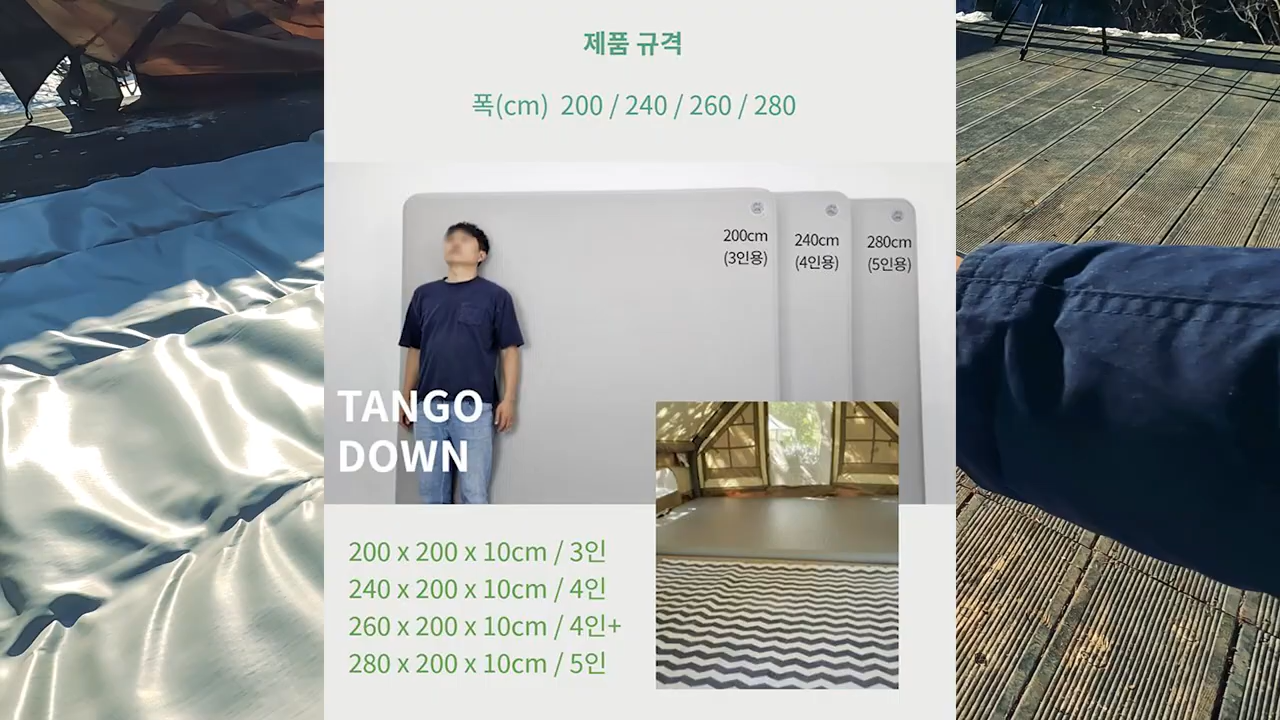 제품 규격
폭(cm) 200 / 240 / 260 / 280
200cm
(3인용)
240cm
(4인용)
280cm
(5인용)
TANGO
DOWN
200 x 200 x 10cm / 3인
240 x 200 x 10cm / 4인
260 x 200 x 10cm / 4인+
280 x 200 x 10cm / 5인